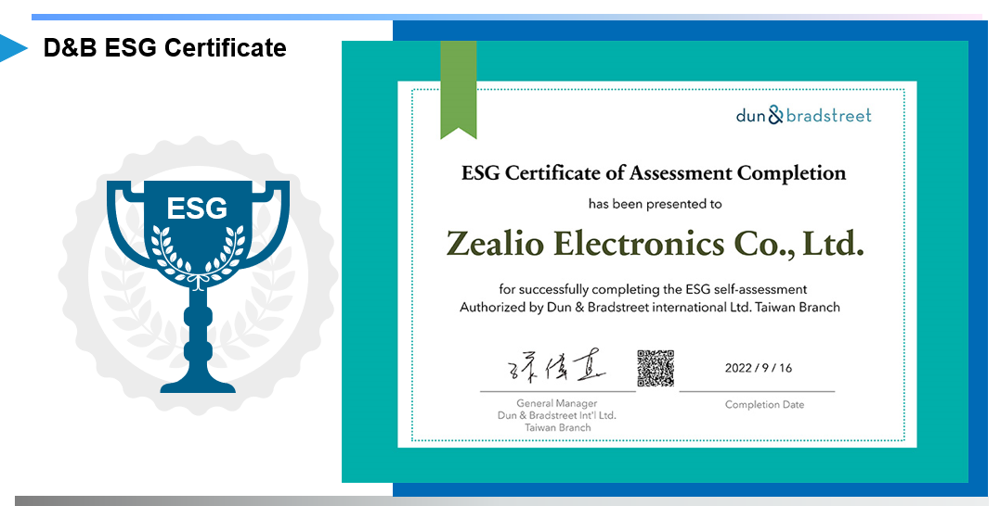 D&B ESG Certificate
ESG
dun&bradstreet
ESG Certificate of Assessment Completion
has been presented to
Zealio Electronics Co., Ltd.
for successfully completing the ESG self-assessment
Authorized by Dun & Bradstreet international Ltd. Taiwan Branch
2022 / 9 / 16
General Manager
Dun & Bradstreet Int'l Ltd.
Taiwan Branch
Completion Date